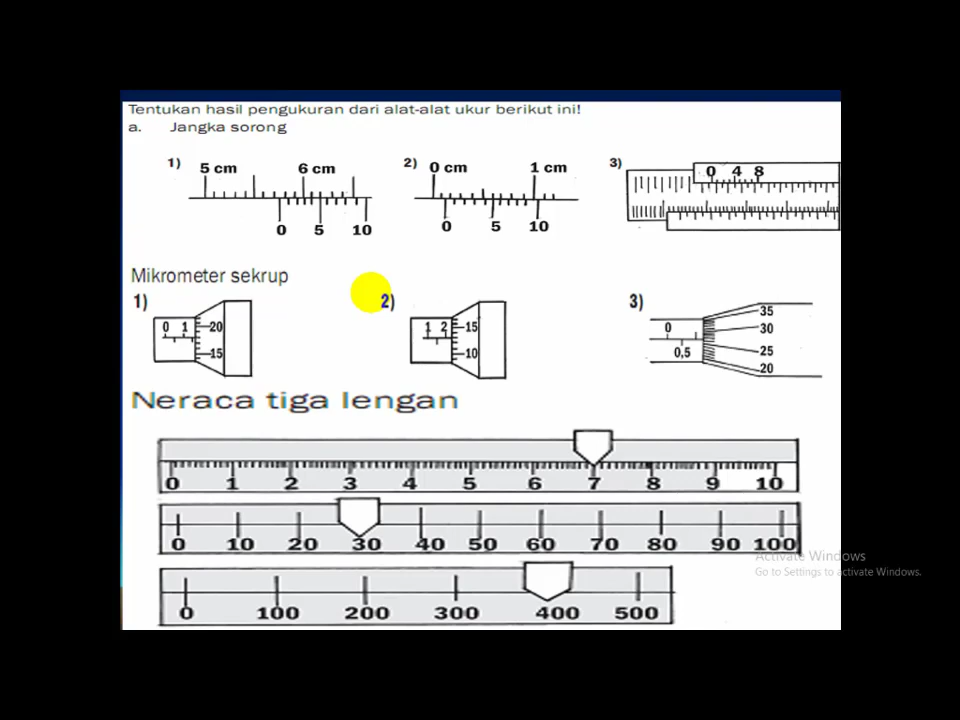 Tentukan hasil pengukuran dari alat-alat ukur berikut ini!
a. Jangka sorong
1) 5 cm 6 cm
0 5 10
2) 0 cm 1 cm
0 5 10
3) 0 4 8
Mikrometer sekrup
1)
0 1 20
15
2)
1 2 15
10
3)
0 35
30
0,5 25
20
Neraca tiga lengan
0 1 2 3 4 5 6 7 8 9 10
0 10 20 30 40 50 60 70 80 90 100
0 100 200 300 400 500
Activate Windows
Go to Settings to activate Windows.